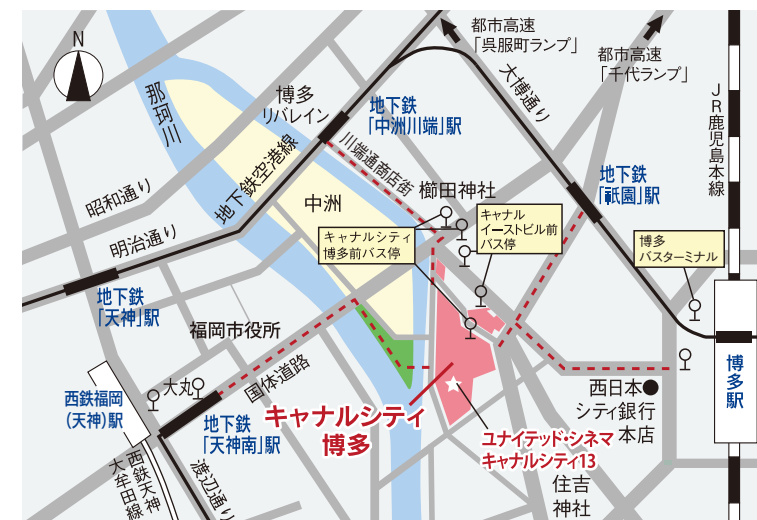 N
都市高速
「呉服町ランプ」
都市高速
「千代ランプ」
JR鹿児島本線
大博通り
那珂川
博多
リバレイン
地下鉄
「中洲川端」駅
川端通商店街
地下鉄空港線
昭和通り
明治通り
中洲
櫛田神社
地下鉄
「祇園」駅
キャナル
イーストビル前
バス停
キャナルシティ
博多前バス停
博多
バスターミナル
地下鉄
「天神」駅
福岡市役所
国体道路
大丸
西鉄福岡
(天神)駅
地下鉄
「天神南」駅
西鉄天神
大牟田線
渡辺通り
キャナルシティ
博多
ユナイテッド・シネマ
キャナルシティ13
西日本
シティ銀行
本店
住吉
神社
博多駅